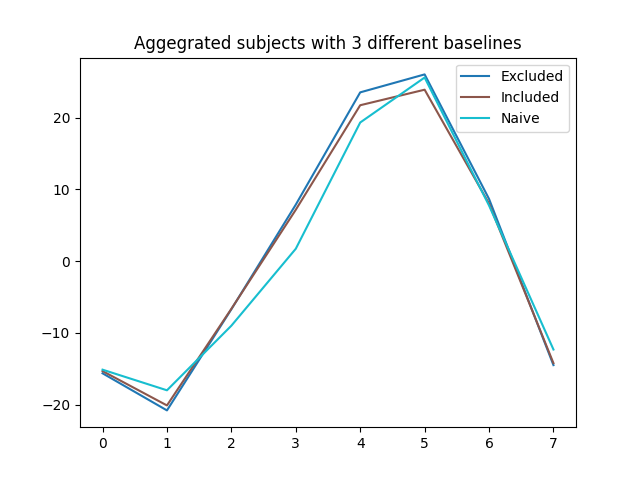 Aggegrated subjects with 3 different baselines
Excluded
Included
Naive
20
10
0
−10
−20
0 1 2 3 4 5 6 7